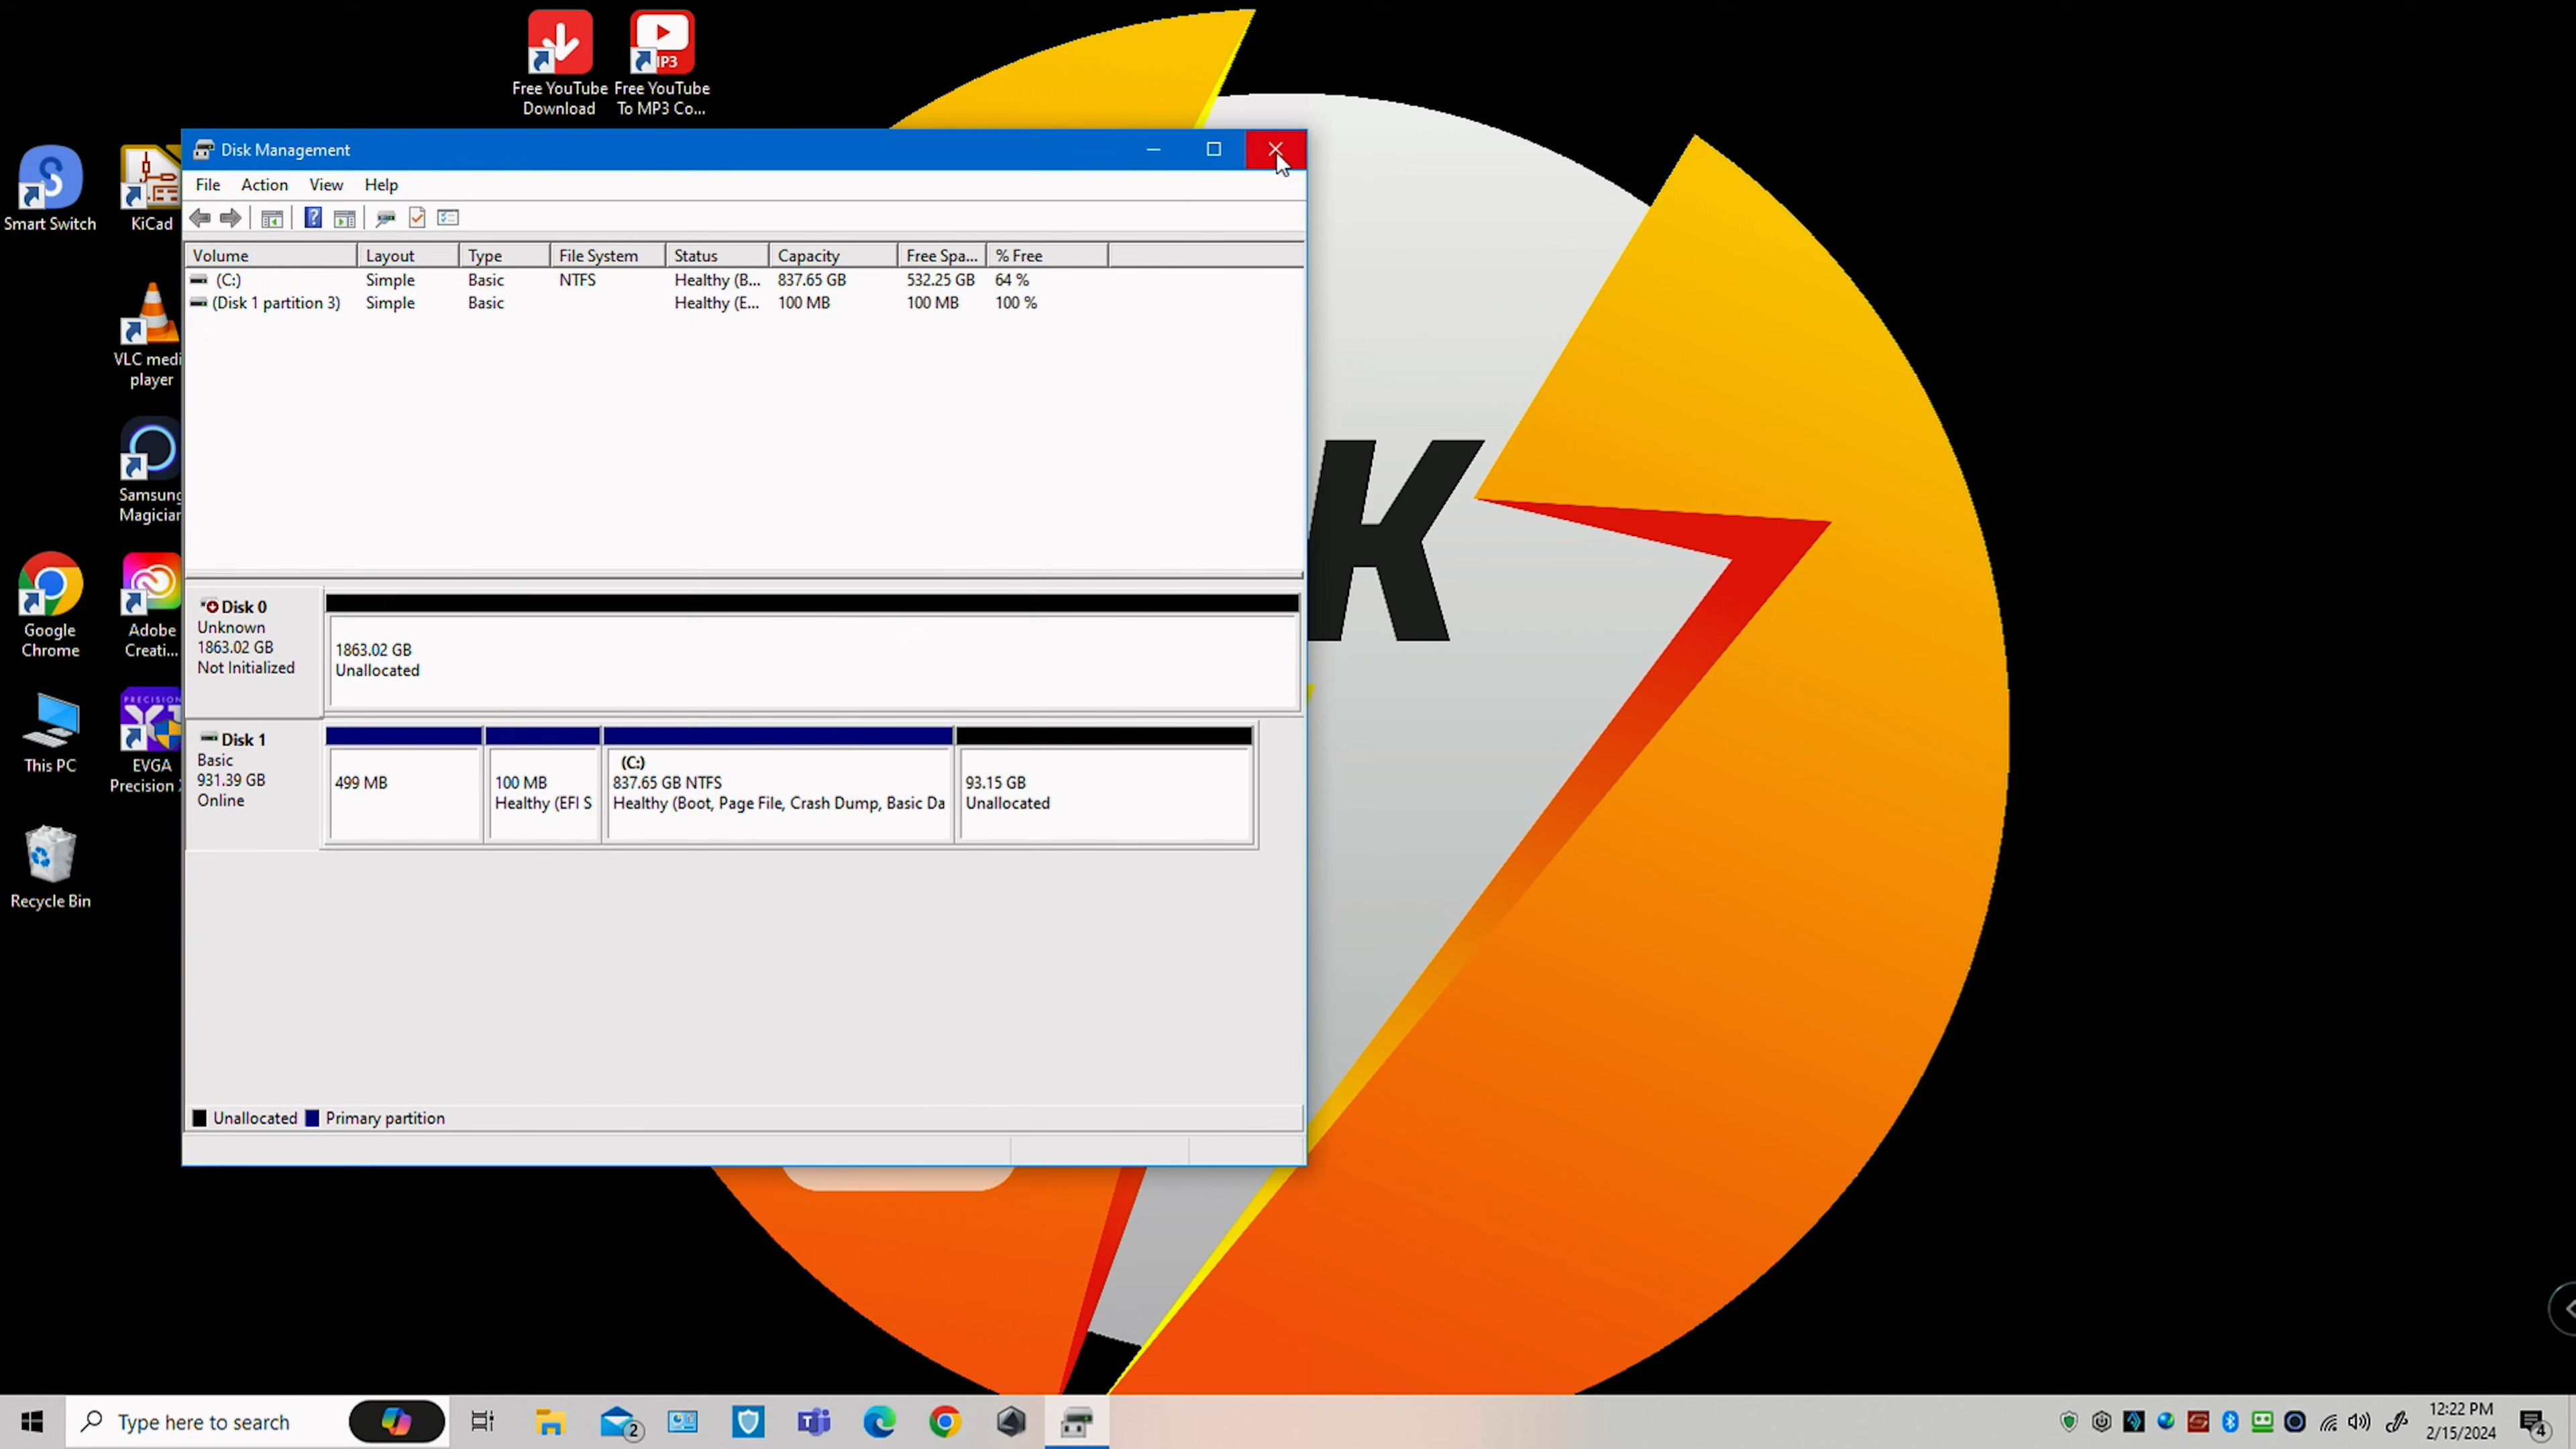 Free YouTube Download
Free YouTube To MP3 Co...
MP3
Smart Switch
KiCad
VLC medi player
Samsung Magician
Google Chrome
Adobe Creati...
This PC
PRECISION
EVGA Precision
Recycle Bin
Disk Management
File Action View Help
Volume Layout Type File System Status Capacity Free Spa... % Free
(C:) Simple Basic NTFS Healthy (B... 837.65 GB 532.25 GB 64 %
(Disk 1 partition 3) Simple Basic Healthy (E... 100 MB 100 MB 100 %
Disk 0
Unknown
1863.02 GB
Not Initialized
1863.02 GB
Unallocated
Disk 1
Basic
931.39 GB
Online
499 MB
100 MB
Healthy (EFI S
(C:)
837.65 GB NTFS
Healthy (Boot, Page File, Crash Dump, Basic Da
93.15 GB
Unallocated
Unallocated Primary partition
K
Type here to search
2
12:22 PM
2/15/2024
4